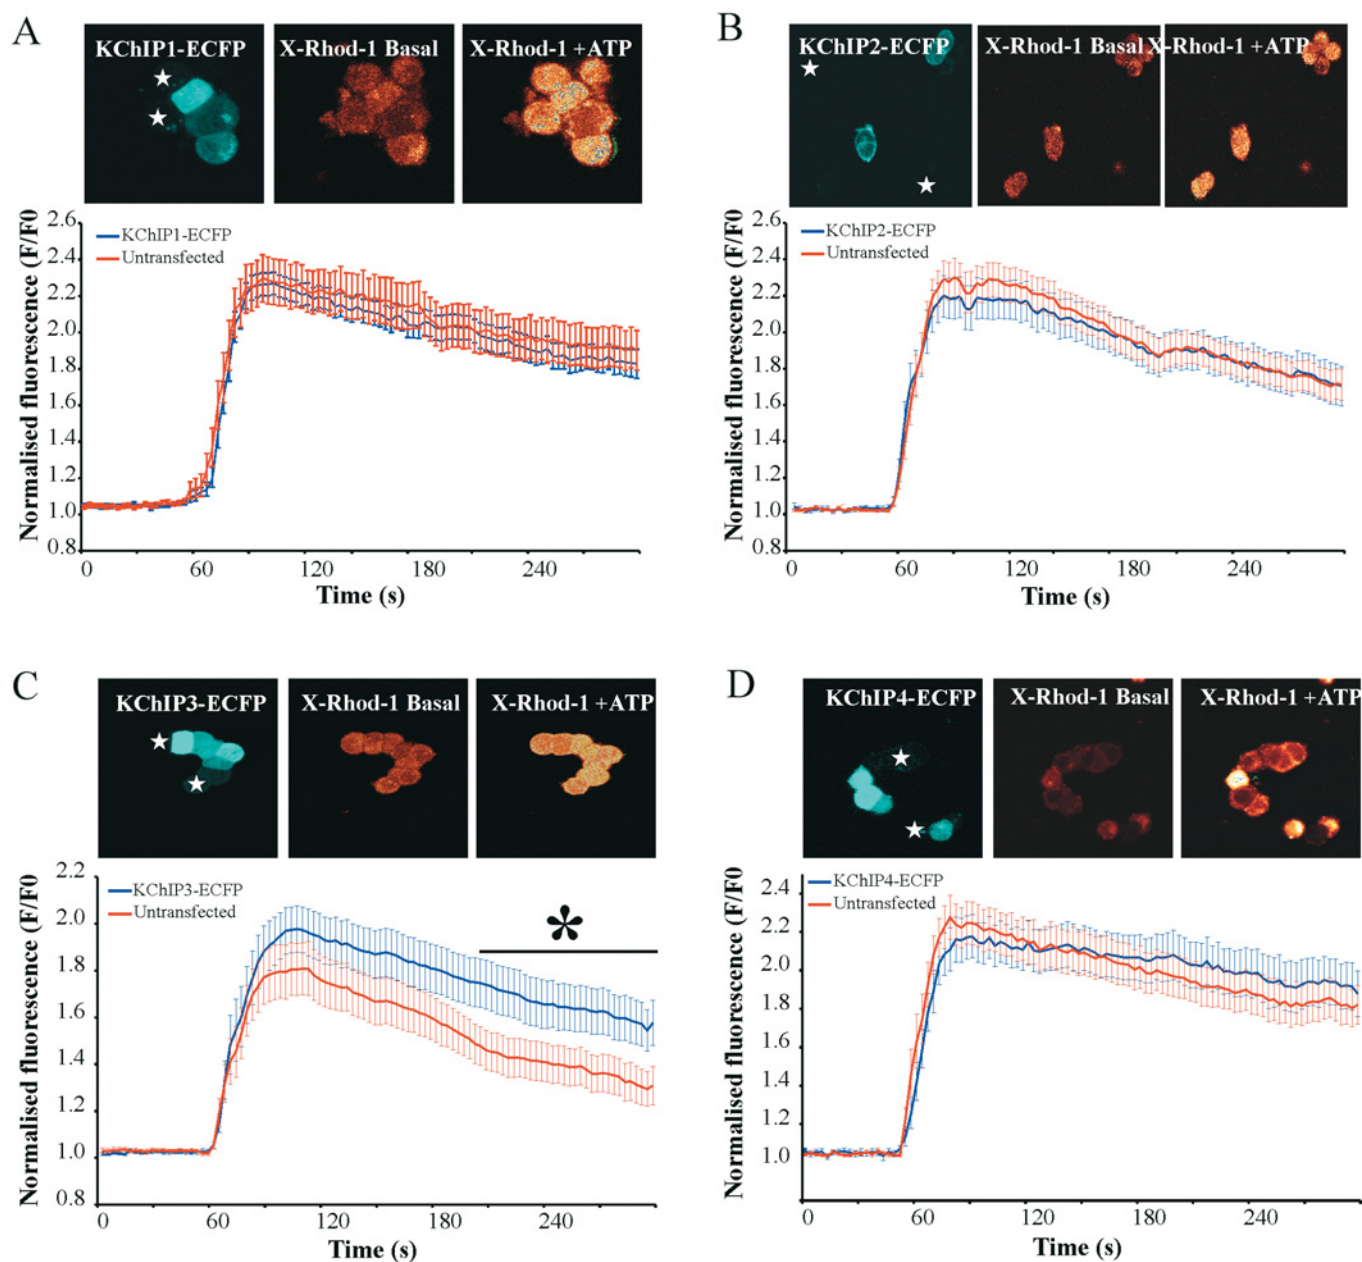 A
KChIP1-ECFP X-Rhod-1 Basal X-Rhod-1 +ATP
Normalised fluorescence (F/F0
2.6
2.4
2.2
2.0
1.8
1.6
1.4
1.2
1.0
0.8
KChIP1-ECFP
Untransfected
0 60 120 180 240
Time (s)
B
KChIP2-ECFP X-Rhod-1 Basal X-Rhod-1 +ATP
Normalised fluorescence (F/F0
2.6
2.4
2.2
2.0
1.8
1.6
1.4
1.2
1.0
0.8
KChIP2-ECFP
Untransfected
0 60 120 180 240
Time (s)
C
KChIP3-ECFP X-Rhod-1 Basal X-Rhod-1 +ATP
Normalised fluorescence (F/F0
2.2
2.0
1.8
1.6
1.4
1.2
1.0
0.8
KChIP3-ECFP
Untransfected
*
0 60 120 180 240
Time (s)
D
KChIP4-ECFP X-Rhod-1 Basal X-Rhod-1 +ATP
Normalised fluorescence (F/F0
2.4
2.2
2.0
1.8
1.6
1.4
1.2
1.0
KChIP4-ECFP
Untransfected
0 60 120 180 240
Time (s)